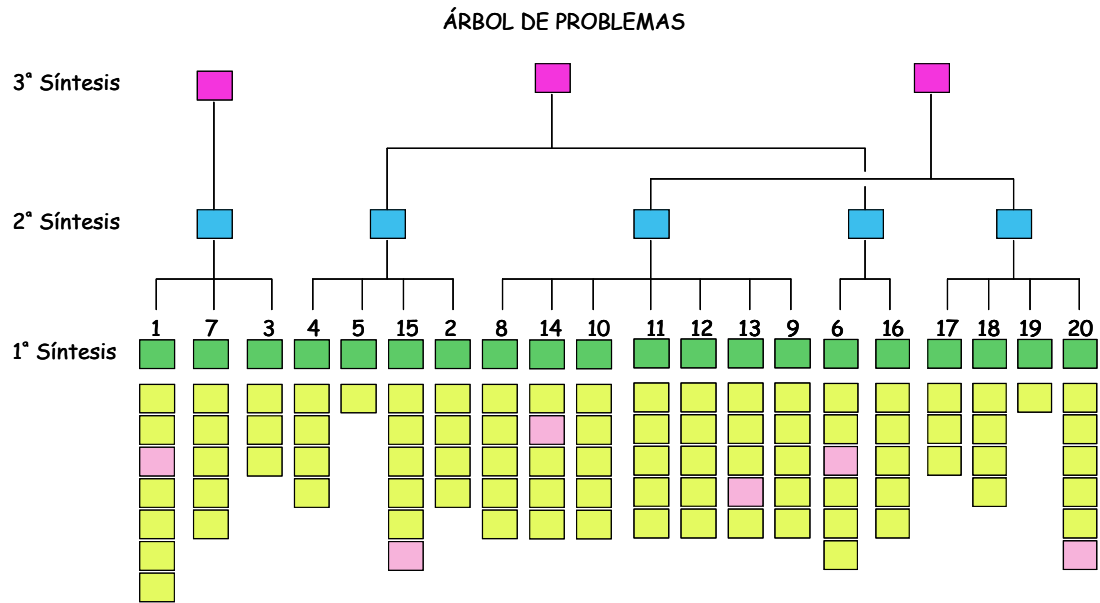 ÁRBOL DE PROBLEMAS
3ª Síntesis
2ª Síntesis
1 7 3 4 5 15 2 8 14 10 11 12 13 9 6 16 17 18 19 20
1ª Síntesis